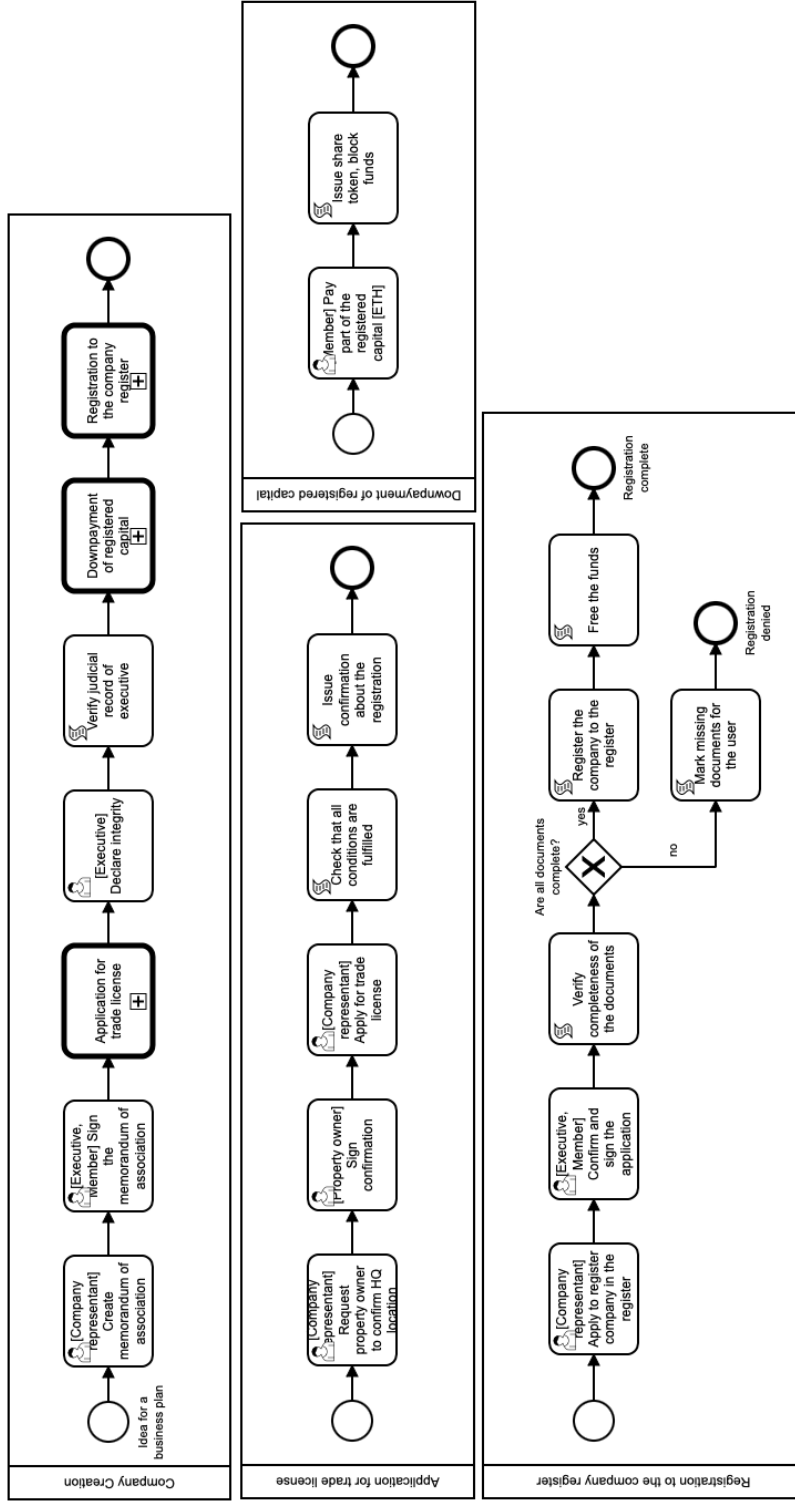 Company Creation
Idea for a
business plan
[Company
representant]
Create
memorandum of
association
[Executive,
Member] Sign
the
memorandum of
association
Application for
trade license
[Executive]
Declare integrity
Verify judicial
record of
executive
Downpayment
of registered
capital
Registration to
the company
register
Application for trade license
[Company
representant]
Request
property owner
to confirm HQ
location
[Property owner]
Sign
confirmation
[Company
representant]
Apply for trade
license
Check that all
conditions are
fulfilled
Issue
confirmation
about the
registration
Downpayment of registered capital
[Member] Pay
part of the
registered
capital [ETH]
Issue share
token, block
funds
Registration to the company register
[Company
representant]
Apply to register
company in the
register
[Executive,
Member]
Confirm and
sign the
application
Verify
completeness of
the documents
Are all documents
complete?
X
yes
no
Register the
company to the
register
Free the funds
Registration
complete
Mark missing
documents for
the user
Registration
denied